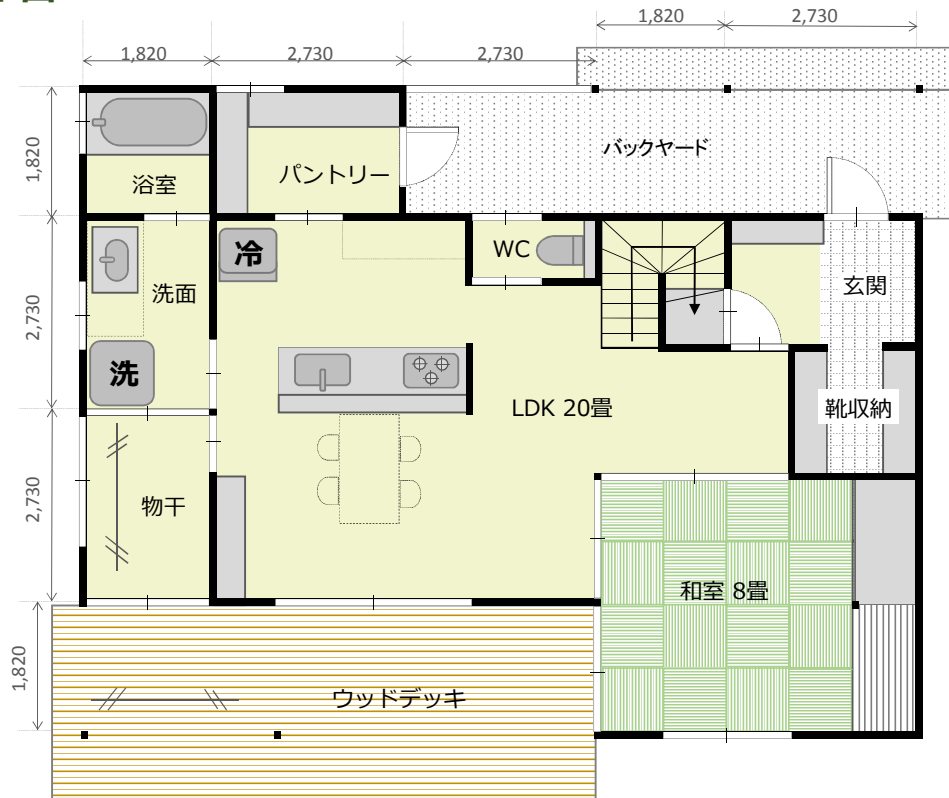 1,820
2,730
1,820
2,730
2,730
1,820
浴室
パントリー
バックヤード
冷
WC
洗面
玄関
2,730
洗
LDK 20畳
靴収納
2,730
物干
和室 8畳
1,820
ウッドデッキ